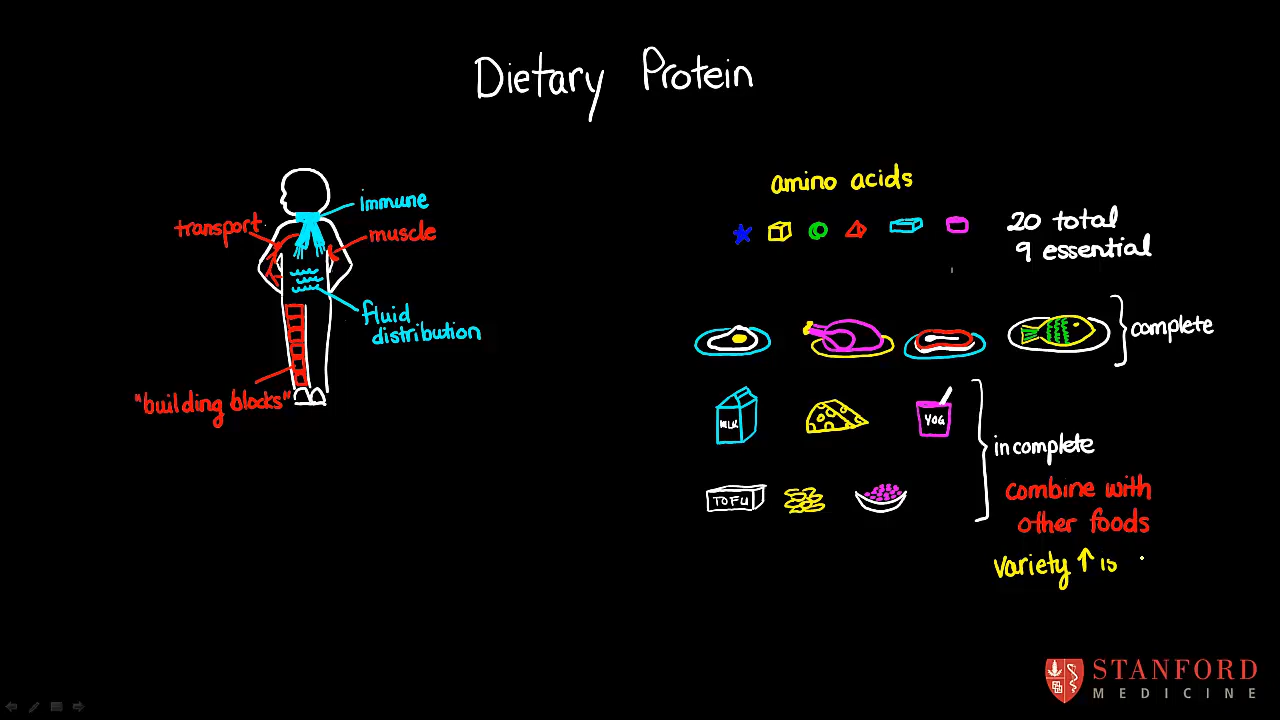 Dietary Protein
transport
immune
muscle
fluid
distribution
"building blocks"
amino acids
20 total
9 essential
complete
MILK
YOG
TOFU
incomplete
combine with
other foods
variety ↑ is
STANFORD
MEDICINE